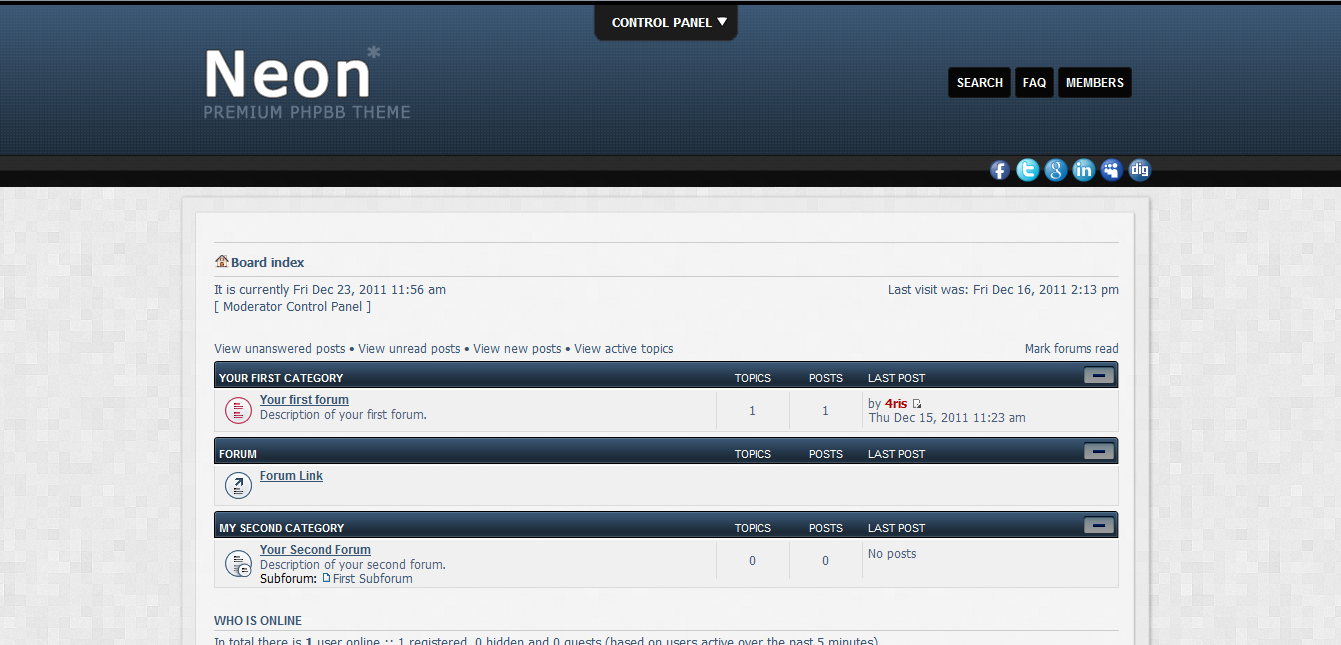 CONTROL PANEL ▼
Neon*
PREMIUM PHPBB THEME
SEARCH FAQ MEMBERS
f t g in dig
Board index
It is currently Fri Dec 23, 2011 11:56 am Last visit was: Fri Dec 16, 2011 2:13 pm
[ Moderator Control Panel ]
View unanswered posts • View unread posts • View new posts • View active topics Mark forums read
YOUR FIRST CATEGORY TOPICS POSTS LAST POST
Your first forum
Description of your first forum.
1 1
by 4ris
Thu Dec 15, 2011 11:23 am
FORUM TOPICS POSTS LAST POST
Forum Link
MY SECOND CATEGORY TOPICS POSTS LAST POST
Your Second Forum
Description of your second forum.
Subforum: First Subforum
0 0 No posts
WHO IS ONLINE
In total there is 1 user online :: 1 registered, 0 hidden and 0 guests (based on users active over the past 5 minutes)